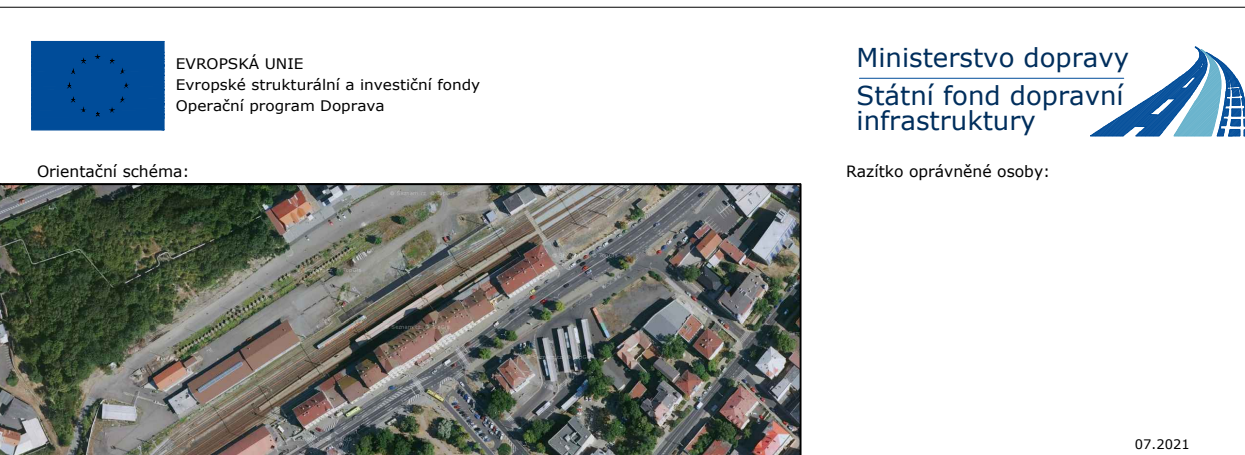 EVROPSKÁ UNIE
Evropské strukturální a investiční fondy
Operační program Doprava
Ministerstvo dopravy
Státní fond dopravní
infrastruktury
Orientační schéma:
Razítko oprávněné osoby:
07.2021